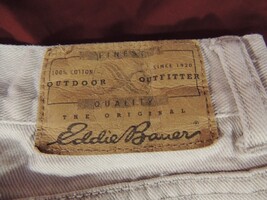 FINEST
100% COTTON
SINCE 1920
OUTDOOR OUTFITTER
QUALITY
THE ORIGINAL
Eddie Bauer